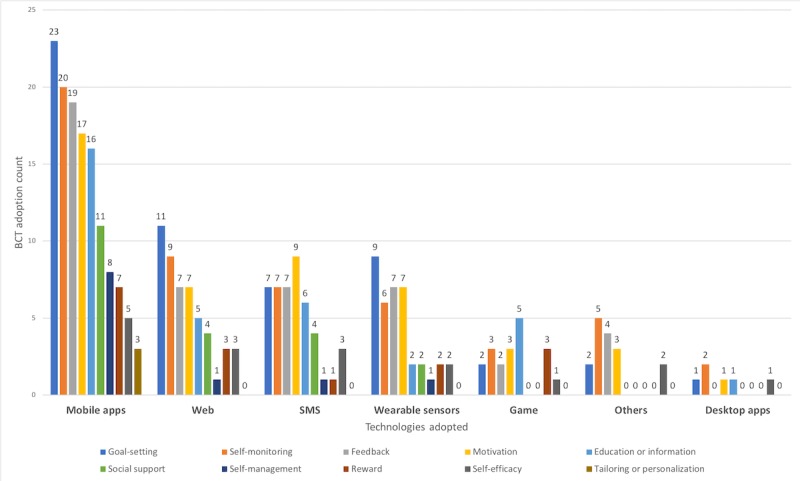 BCT adoption count
25
20
15
10
5
0
23 20 19 17 16 11 8 7 5 3
11 9 7 7 5 4 1 3 3 0
7 7 7 9 6 4 1 1 3 0
9 6 7 7 2 2 1 2 2 0
2 3 2 3 5 0 0 3 1 0
2 5 4 3 0 0 0 0 2 0
1 2 0 1 1 0 0 0 1 0
Mobile apps Web SMS Wearable sensors Game Others Desktop apps
Technologies adopted
Goal-setting Self-monitoring Feedback Motivation Education or information
Social support Self-management Reward Self-efficacy Tailoring or personalization